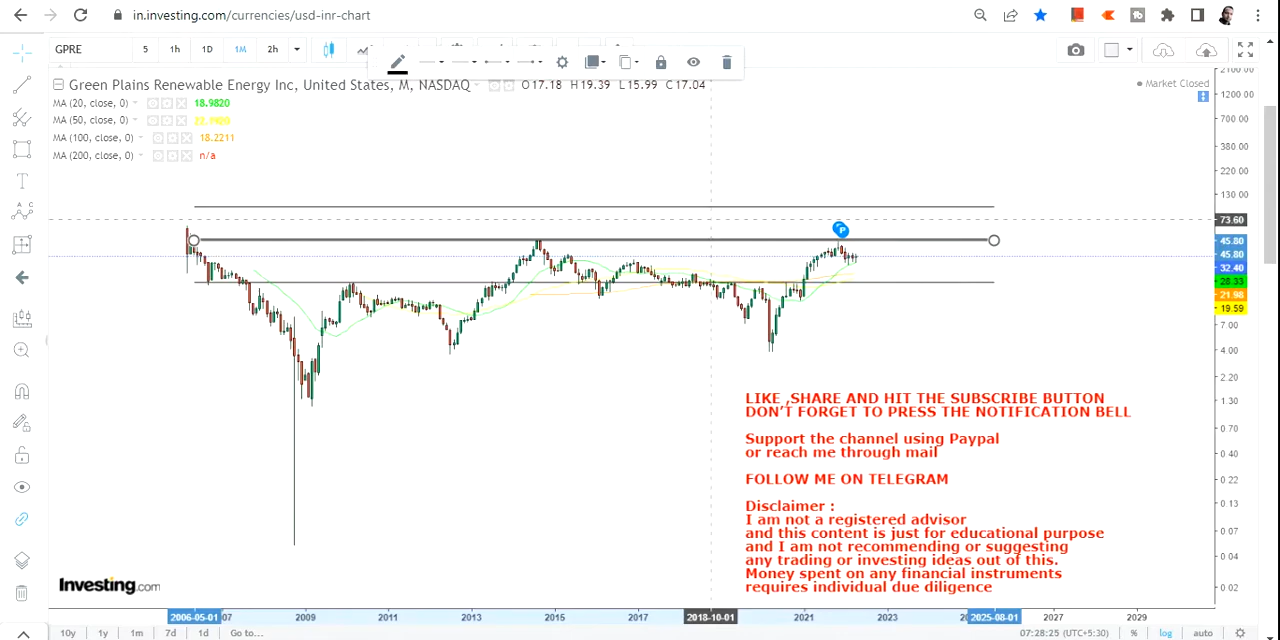 in.investing.com/currencies/usd-inr-chart
GPRE 5 1h 1D 1M 2h
Green Plains Renewable Energy Inc, United States, M, NASDAQ O17.18 H19.39 L15.99 C17.04
Market Closed
MA (20, close, 0) 18.9820
MA (50, close, 0)
MA (100, close, 0) 18.2211
MA (200, close, 0) n/a
2100.00
1200.00
700.00
380.00
220.00
130.00
73.60
45.80
45.80
32.40
28.33
21.98
19.59
7.00
4.00
2.20
1.30
0.70
0.40
0.22
0.13
0.07
0.04
0.02
P
LIKE ,SHARE AND HIT THE SUBSCRIBE BUTTON
DON'T FORGET TO PRESS THE NOTIFICATION BELL
Support the channel using Paypal
or reach me through mail
FOLLOW ME ON TELEGRAM
Disclaimer :
I am not a registered advisor
and this content is just for educational purpose
and I am not recommending or suggesting
any trading or investing ideas out of this.
Money spent on any financial instruments
requires individual due diligence
Investing.com
2006-05-01 07 2009 2011 2013 2015 2017 2018-10-01 2021 2023 2025-08-01 2027 2029
10y 1y 1m 7d 1d Go to... 07:28:25 (UTC+5:30) % log auto